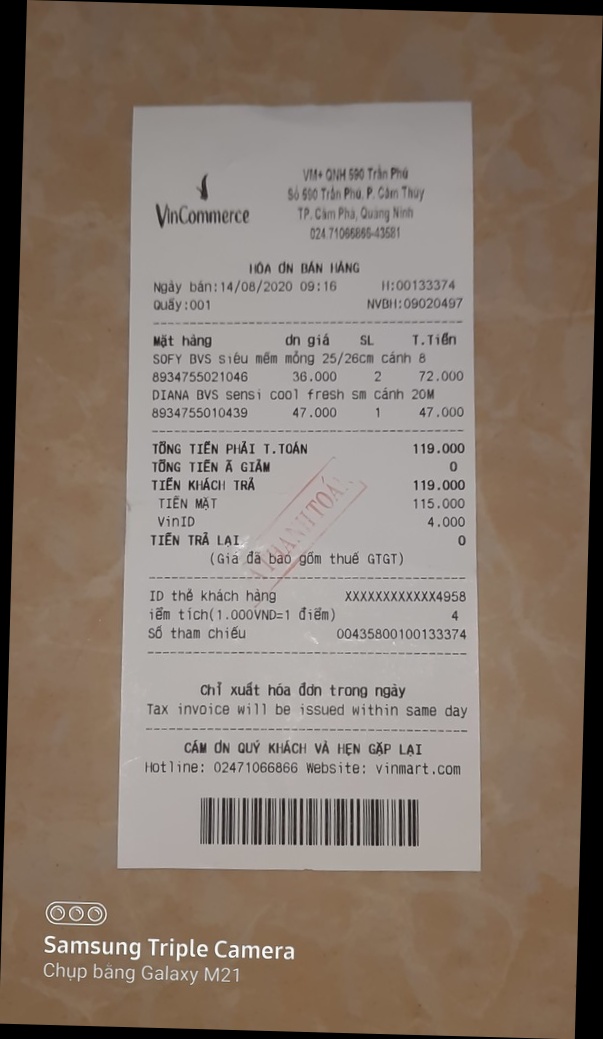 VinCommerce
VM+ QNH 590 Trần Phú
Số 590 Trần Phú, P. Cẩm Thủy
TP. Cẩm Phả, Quảng Ninh
024.71066866-43581
HÓA ƠN BÁN HÀNG
Ngày bán:14/08/2020 09:16 H:00133374
Quầy:001 NVBH:09020497
Mặt hàng ơn giá SL T.Tiền
SOFY BVS siêu mềm mỏng 25/26cm cánh 8
8934755021046 36.000 2 72.000
DIANA BVS sensi cool fresh sm cánh 20M
8934755010439 47.000 1 47.000
TỔNG TIỀN PHẢI T.TOÁN 119.000
TỔNG TIỀN Ã GIẢM 0
TIỀN KHÁCH TRẢ 119.000
TIỀN MẶT 115.000
VinID 4.000
TIỀN TRẢ LẠI 0
(Giá đã bao gồm thuế GTGT)
THANH TOÁN
ID thẻ khách hàng XXXXXXXXXXXX4958
iểm tích(1.000VND=1 điểm) 4
Số tham chiếu 00435800100133374
Chỉ xuất hóa đơn trong ngày
Tax invoice will be issued within same day
CẢM ƠN QUÝ KHÁCH VÀ HẸN GẶP LẠI
Hotline: 02471066866 Website: vinmart.com
Samsung Triple Camera
Chụp bằng Galaxy M21